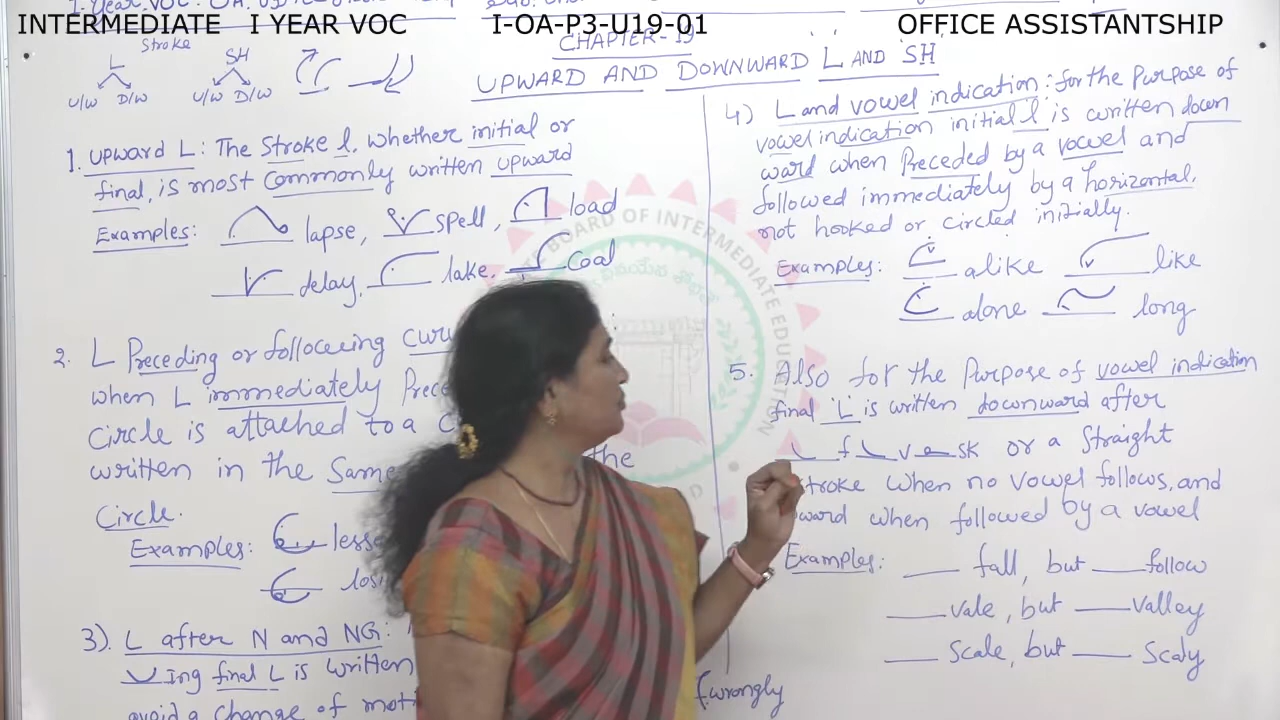 INTERMEDIATE I YEAR VOC I-OA-P3-U19-01 OFFICE ASSISTANTSHIP
CHAPTER-19
UPWARD AND DOWNWARD L AND SH
Stroke
L SH
U/W D/W U/W D/W
1. UPWARD L: The Stroke l, whether initial or
final, is most Commonly written upward
Examples: lapse, spell, load
delay, lake, Coal
2. L Preceding or following
when L immediately
Circle is attached to a
written in the Same the
Circle.
Examples:
3). L after N and NG:
ing final L is written
avoid a change of
wrongly
4) L and vowel indication: for the purpose of
vowel indication initial l is written down
ward when Preceded by a vowel and
followed immediately by a horizontal,
not hooked or circled initially.
Examples: alike like
alone long
5. Also for the purpose of vowel indication
final 'L' is written downward after
f v sk or a Straight
stroke when no vowel follows, and
ward when followed by a vowel
Examples: fall, but follow
vale, but valley
Scale, but Scaly
BOARD OF INTERMEDIATE EDUCATION